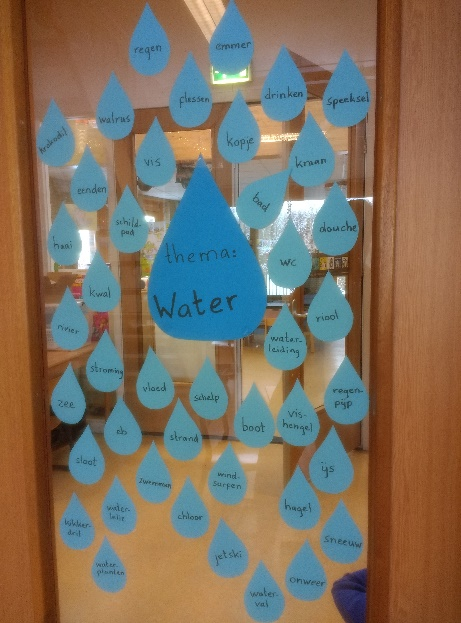 regen
emmer
flessen
drinken
speeksel
walrus
krokodil
vis
kopje
kraan
eenden
bad
schild-
pad
haai
douche
thema:
Water
wc
kwal
rivier
riool
water-
leiding
stroming
vloed
schelp
zee
regen-
pijp
eb
strand
boot
vis-
hengel
sloot
zwemmen
wind-
surfen
ijs
kikker-
dril
water-
lelie
chloor
hagel
jetski
sneeuw
water-
planten
water-
val
onweer